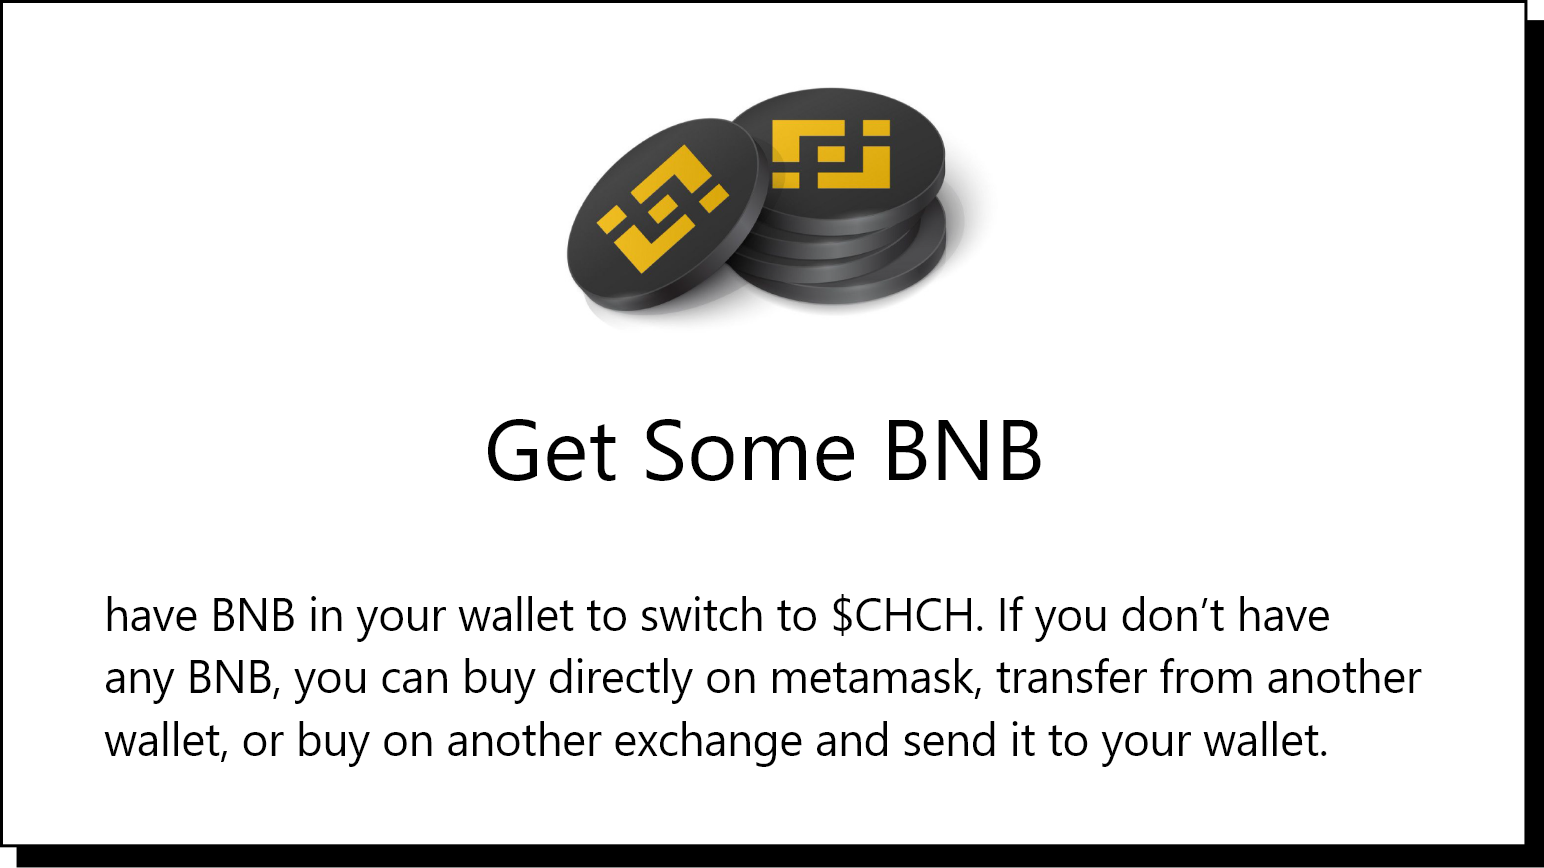 Get Some BNB
have BNB in your wallet to switch to $CHCH. If you don’t have
any BNB, you can buy directly on metamask, transfer from another
wallet, or buy on another exchange and send it to your wallet.